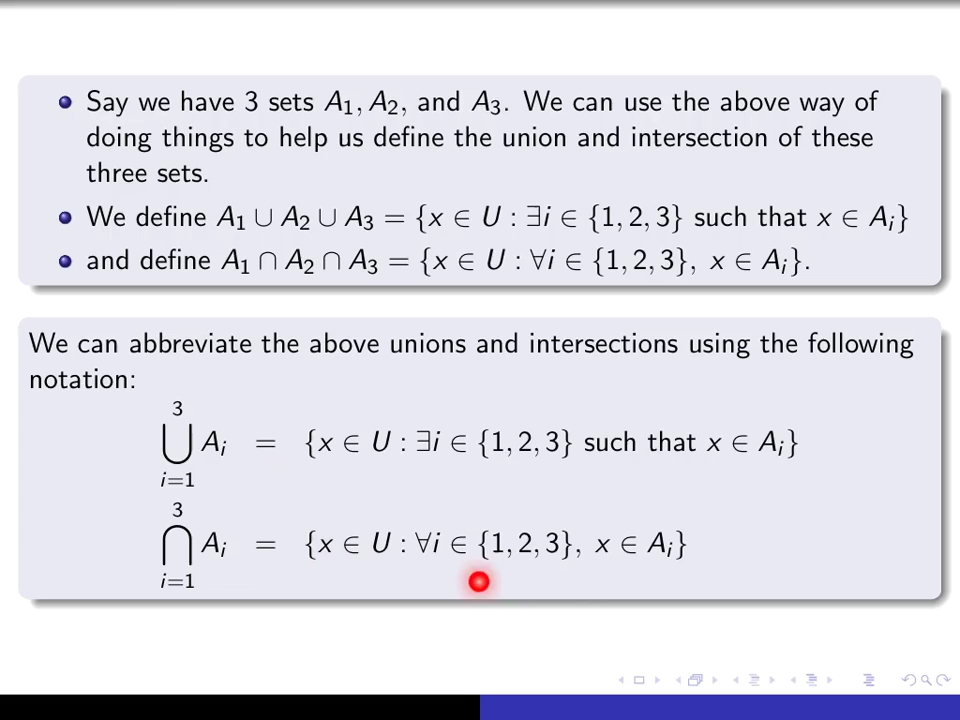 Say we have 3 sets A₁, A₂, and A₃. We can use the above way of
doing things to help us define the union and intersection of these
three sets.
We define A₁ ∪ A₂ ∪ A₃ = {x ∈ U : ∃i ∈ {1, 2, 3} such that x ∈ Aᵢ}
and define A₁ ∩ A₂ ∩ A₃ = {x ∈ U : ∀i ∈ {1, 2, 3}, x ∈ Aᵢ}.
We can abbreviate the above unions and intersections using the following
notation:
3
⋃ Aᵢ = {x ∈ U : ∃i ∈ {1, 2, 3} such that x ∈ Aᵢ}
i=1
3
⋂ Aᵢ = {x ∈ U : ∀i ∈ {1, 2, 3}, x ∈ Aᵢ}
i=1